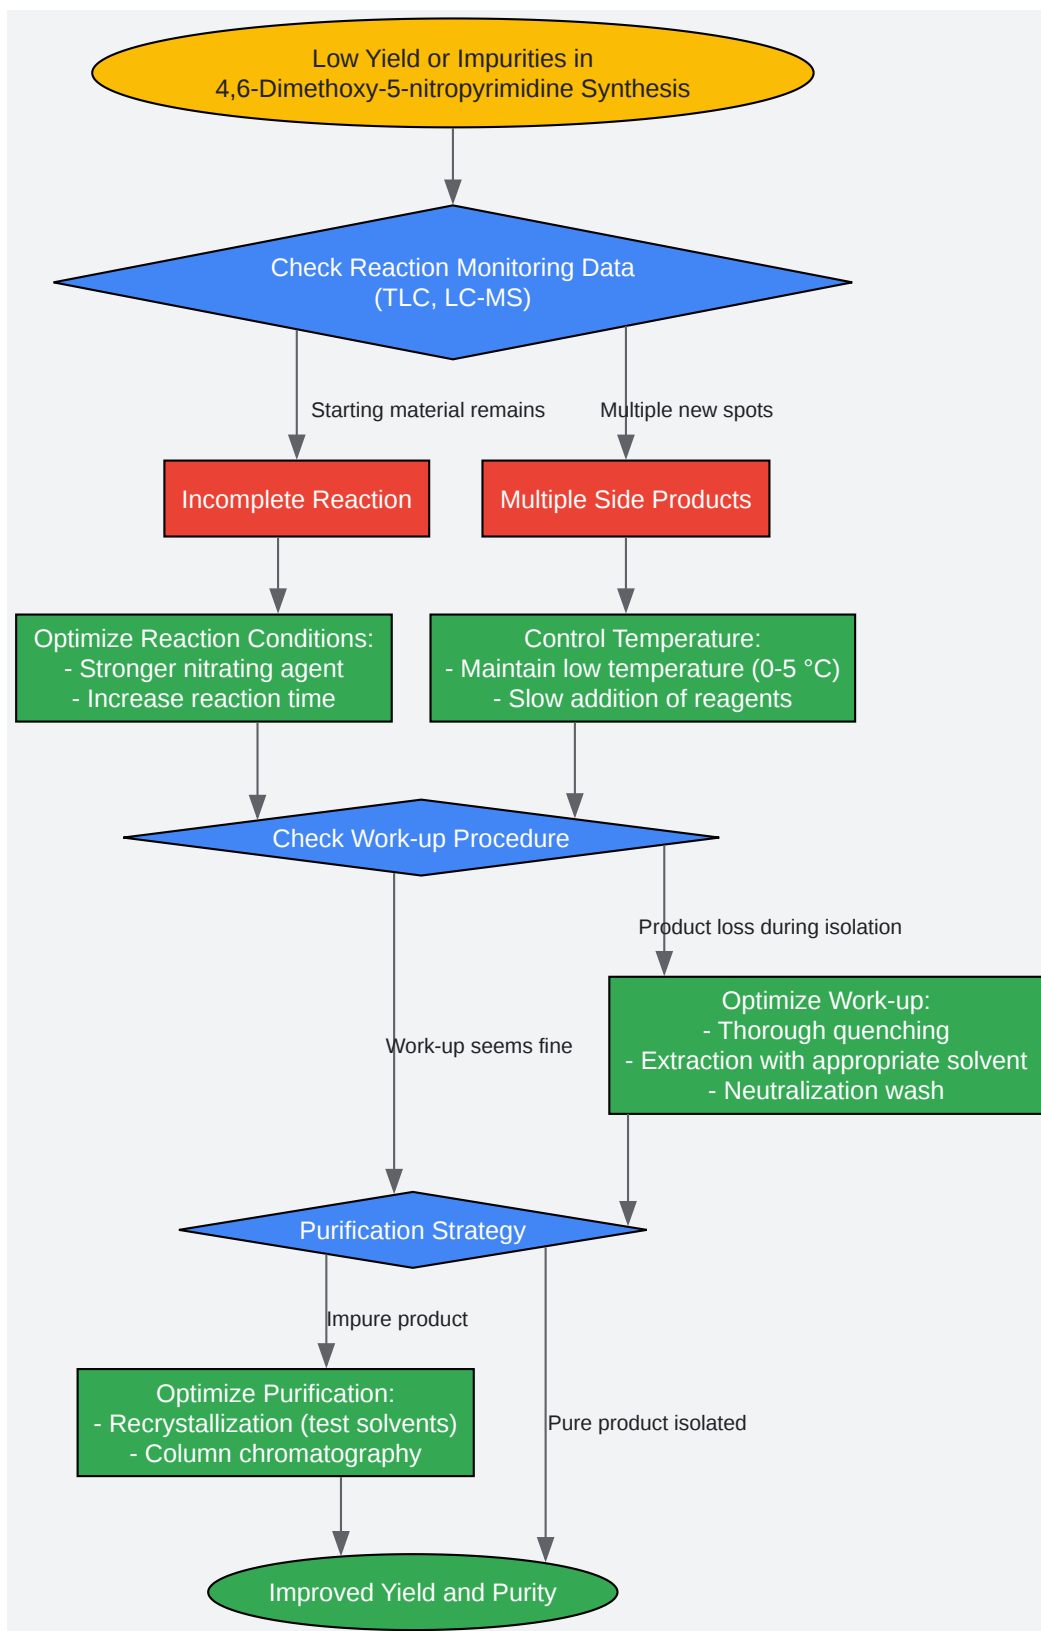 Low Yield or Impurities in
4,6-Dimethoxy-5-nitropyrimidine Synthesis
Check Reaction Monitoring Data
(TLC, LC-MS)
Starting material remains
Multiple new spots
Incomplete Reaction
Multiple Side Products
Optimize Reaction Conditions:
- Stronger nitrating agent
- Increase reaction time
Control Temperature:
- Maintain low temperature (0-5 °C)
- Slow addition of reagents
Check Work-up Procedure
Product loss during isolation
Optimize Work-up:
- Thorough quenching
- Extraction with appropriate solvent
- Neutralization wash
Work-up seems fine
Purification Strategy
Impure product
Optimize Purification:
- Recrystallization (test solvents)
- Column chromatography
Pure product isolated
Improved Yield and Purity